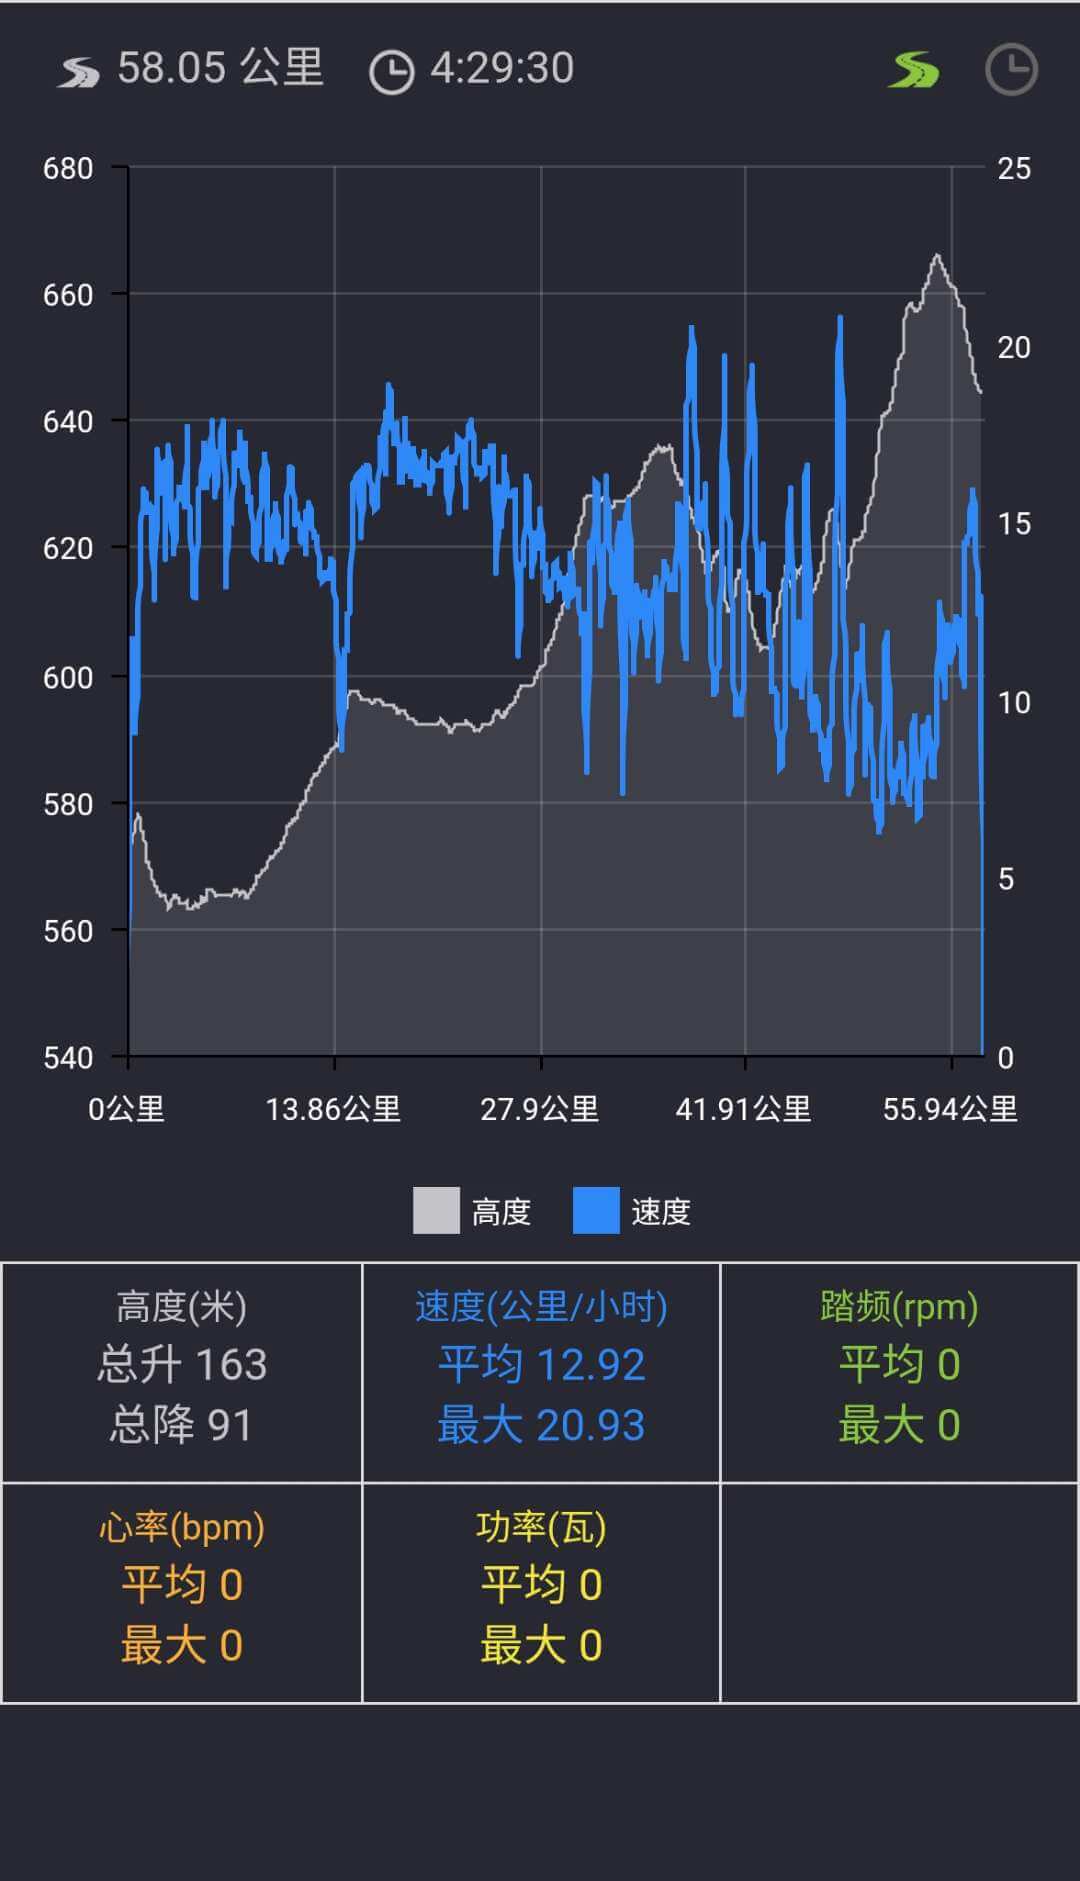 58.05 公里 4:29:30
680 25
660
20
640
15
620
600
10
580
5
560
540 0
0公里 13.86公里 27.9公里 41.91公里 55.94公里
高度 速度
高度(米)
总升 163
总降 91
速度(公里/小时)
平均 12.92
最大 20.93
踏频(rpm)
平均 0
最大 0
心率(bpm)
平均 0
最大 0
功率(瓦)
平均 0
最大 0